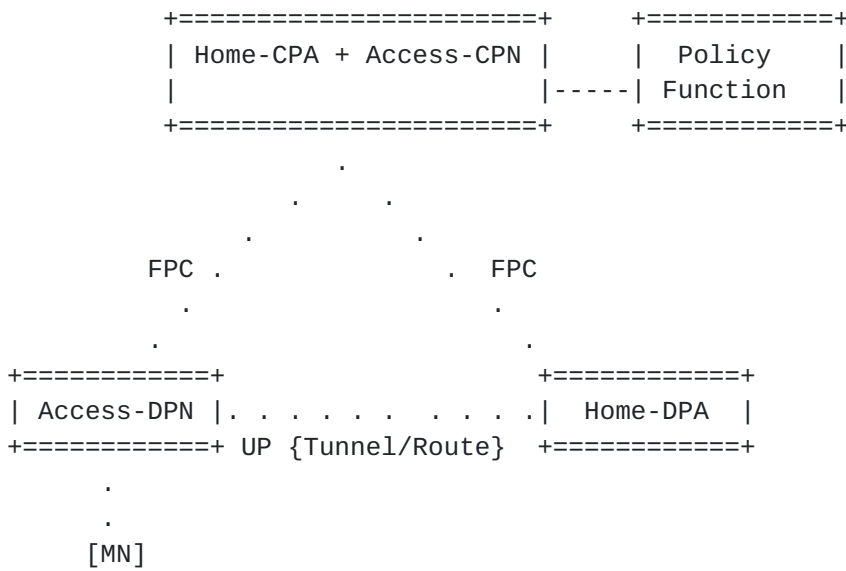 Home-CPA + Access-CPN Policy
Function
FPC FPC
Access-DPN Home-DPA
UP {Tunnel/Route}
[MN]